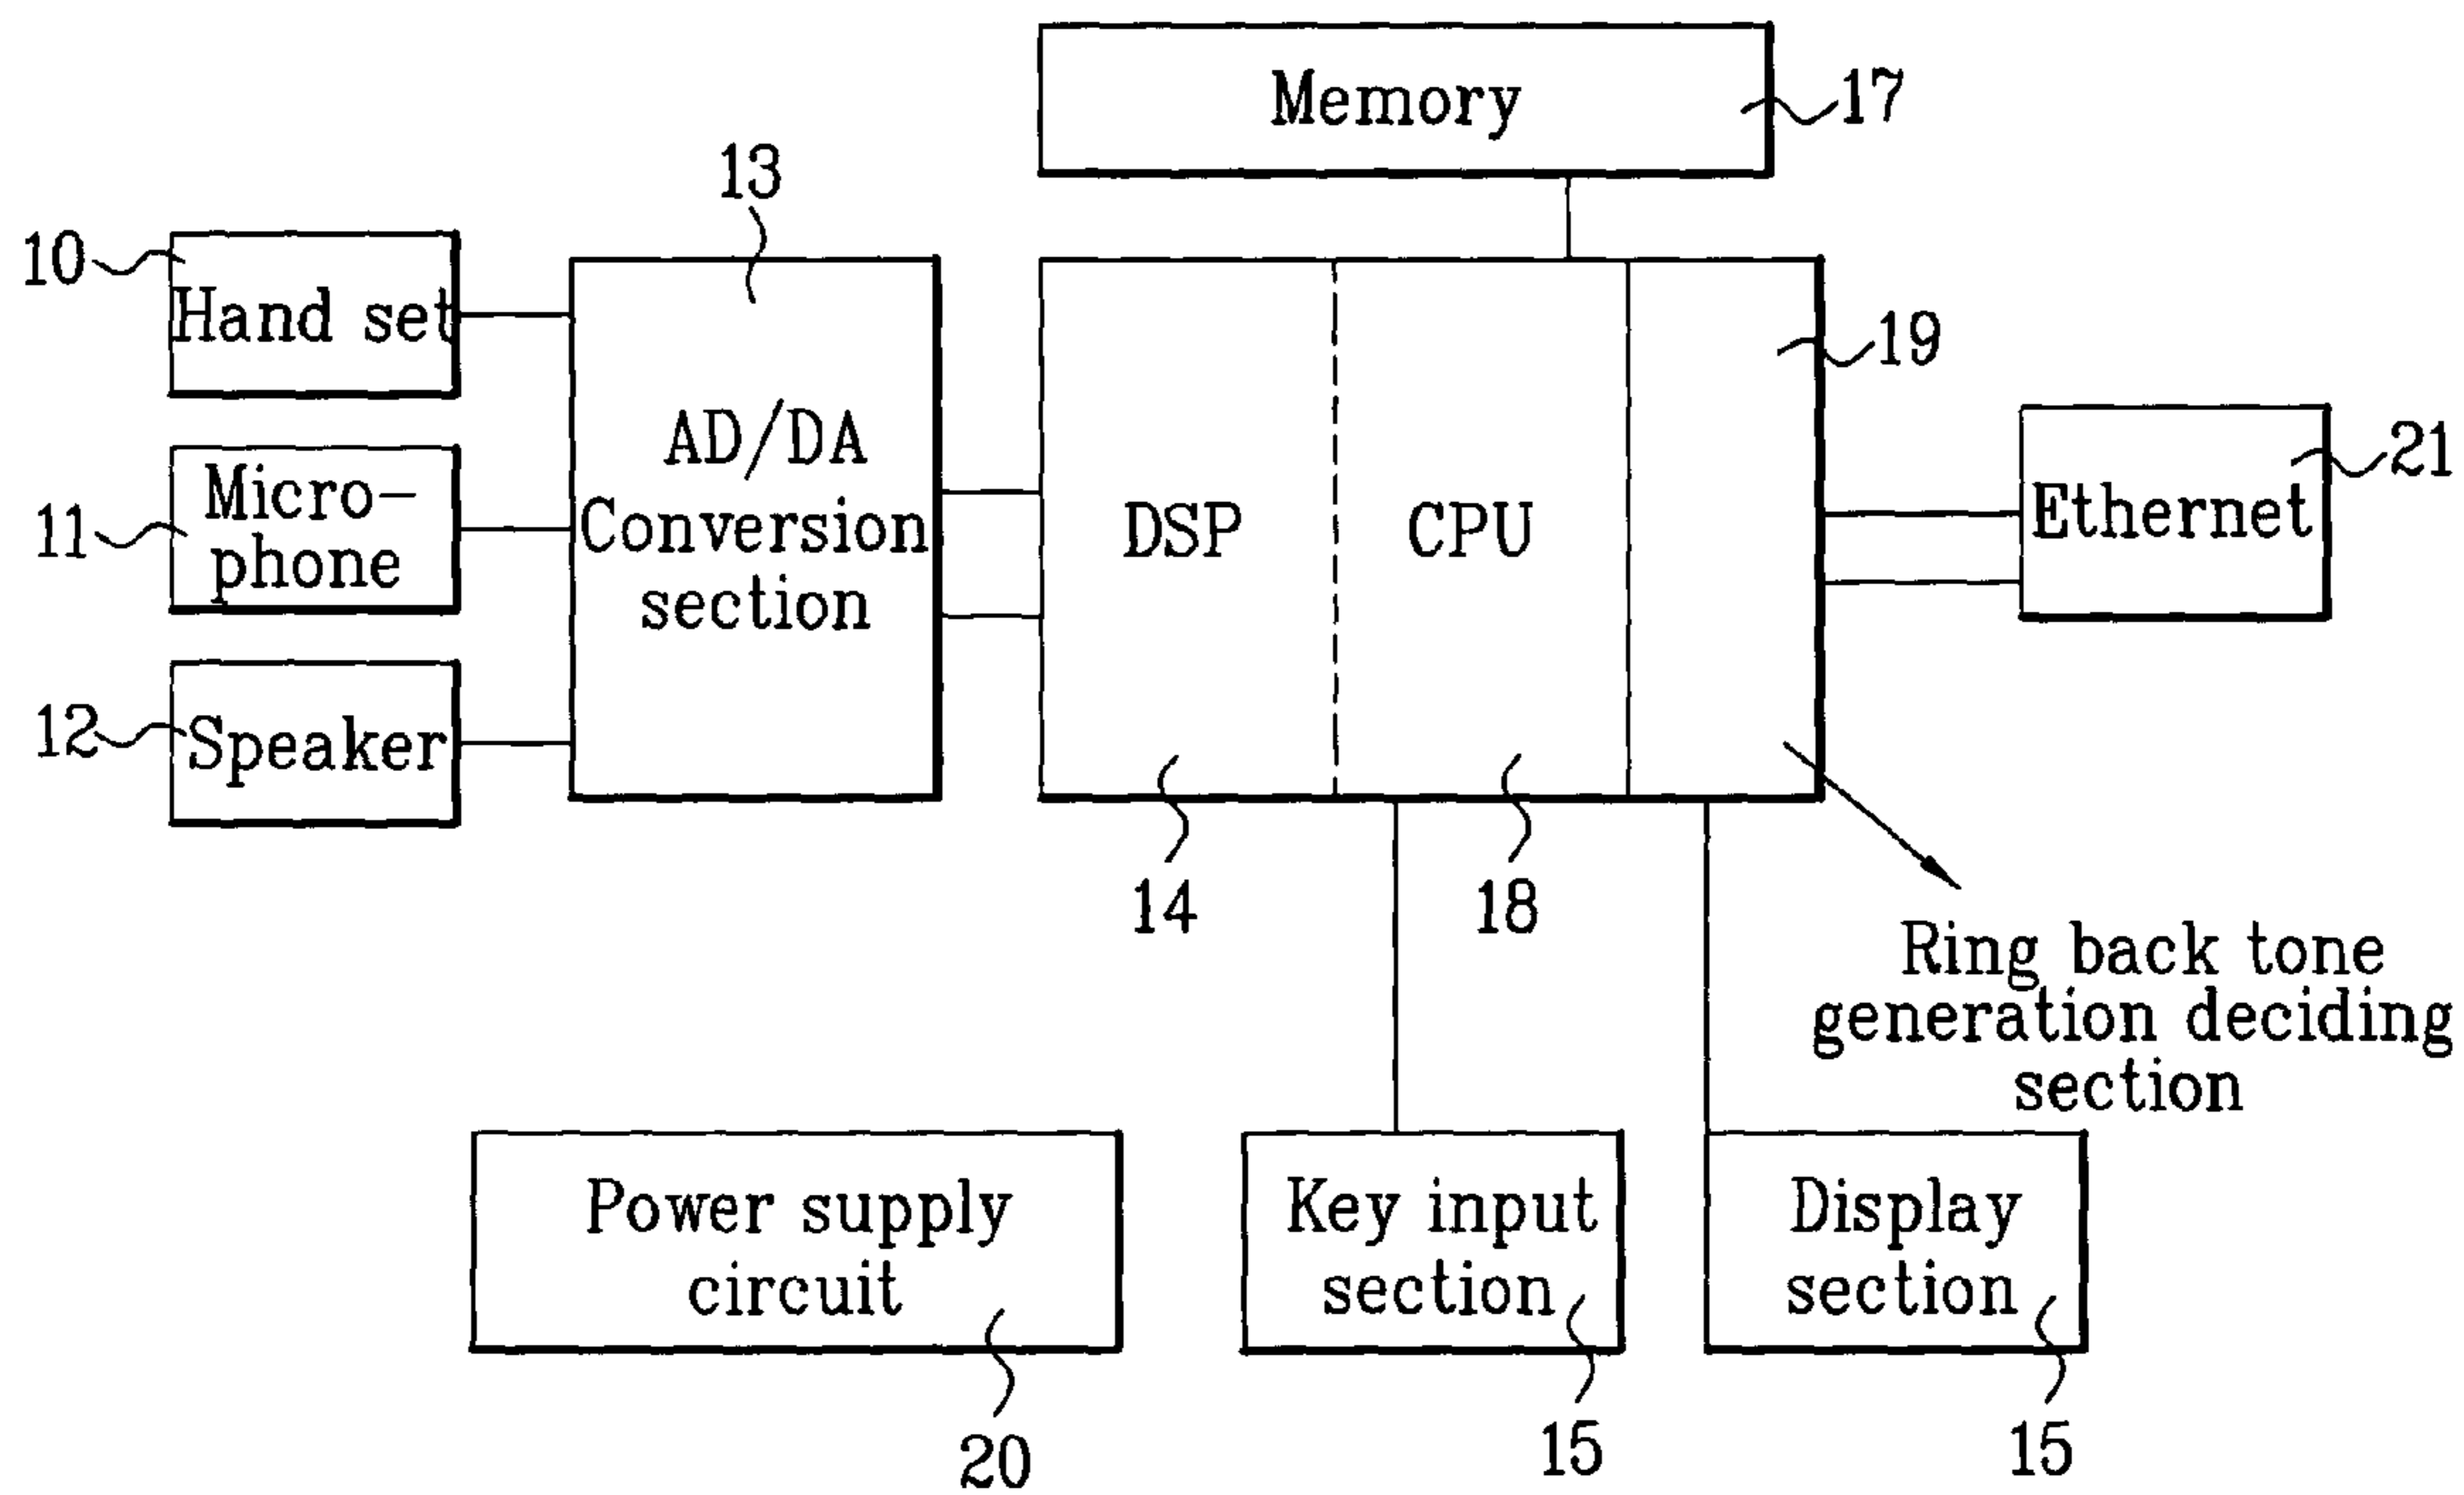 Memory
17
13
10
Hand set
19
AD/DA
Conversion
section
11
Micro-
phone
DSP
CPU
Ethernet
21
12
Speaker
14
18
Ring back tone
generation deciding
section
Power supply
circuit
20
Key input
section
15
Display
section
15